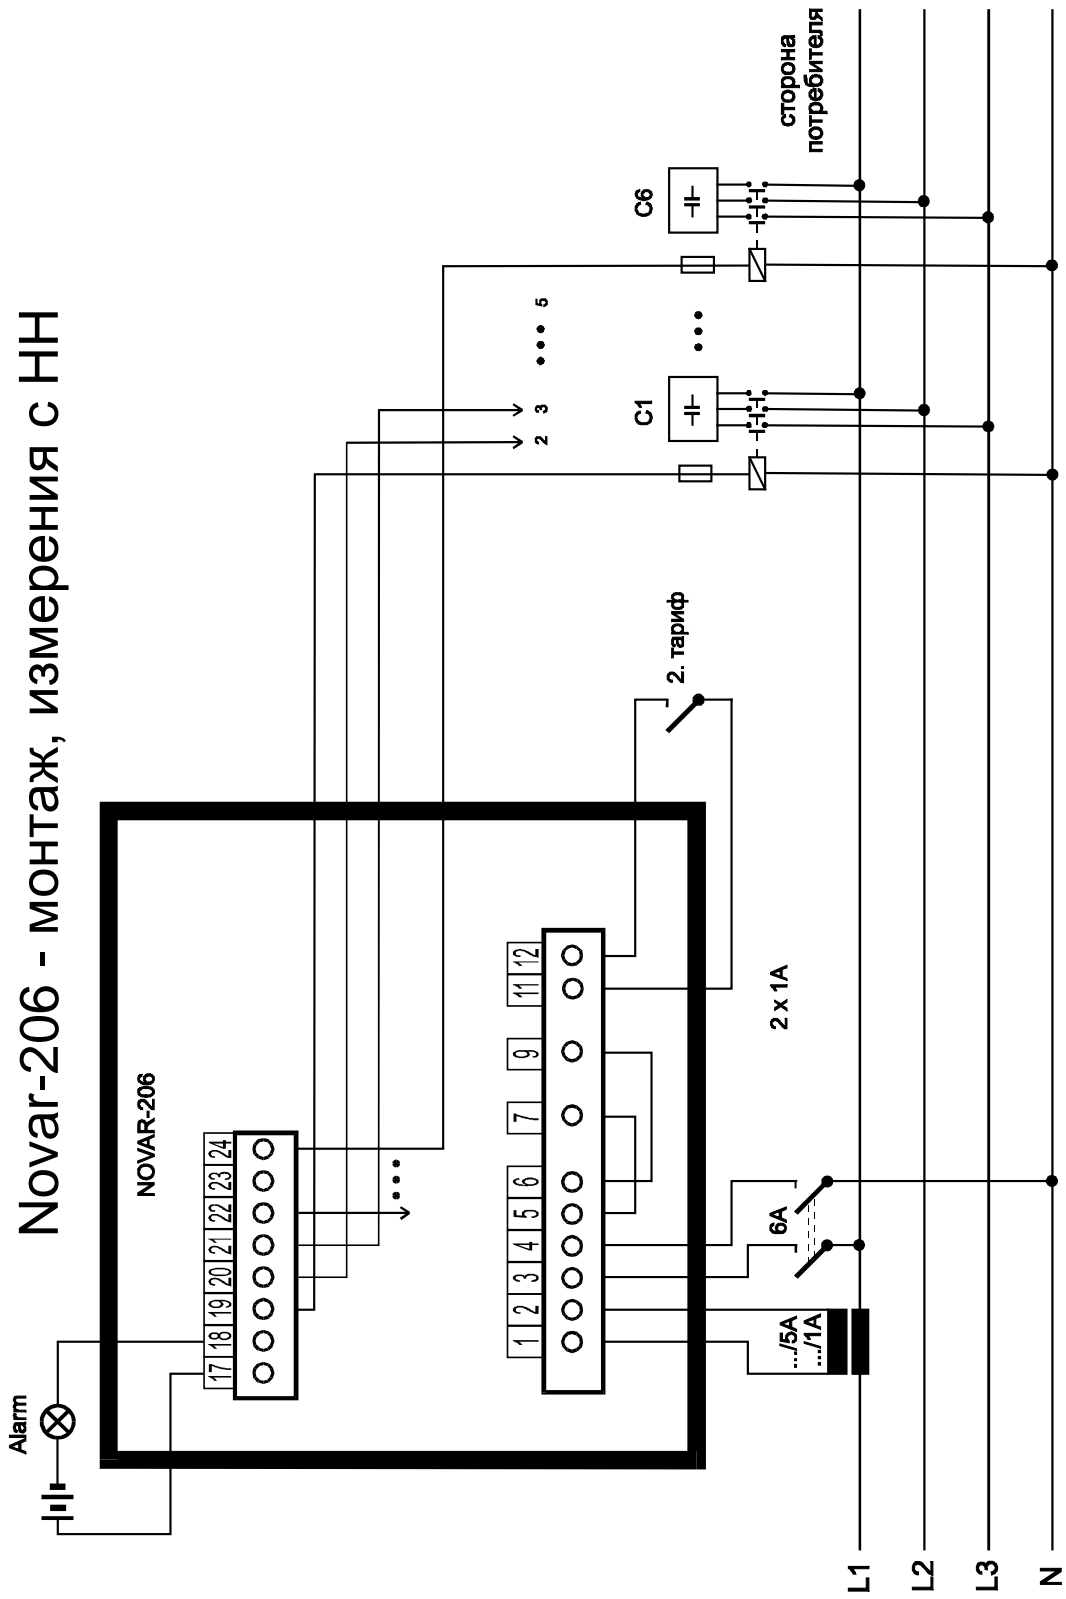 Novar-206 - монтаж, измерения с НН
Alarm
NOVAR-206
17 18 19 20 21 22 23 24
2 3 5
C1
C6
1 2 3 4 5 6 7 9 11 12
2. тариф
сторона
потребителя
.../5A
.../1A
6A
2 x 1A
L1
L2
L3
N